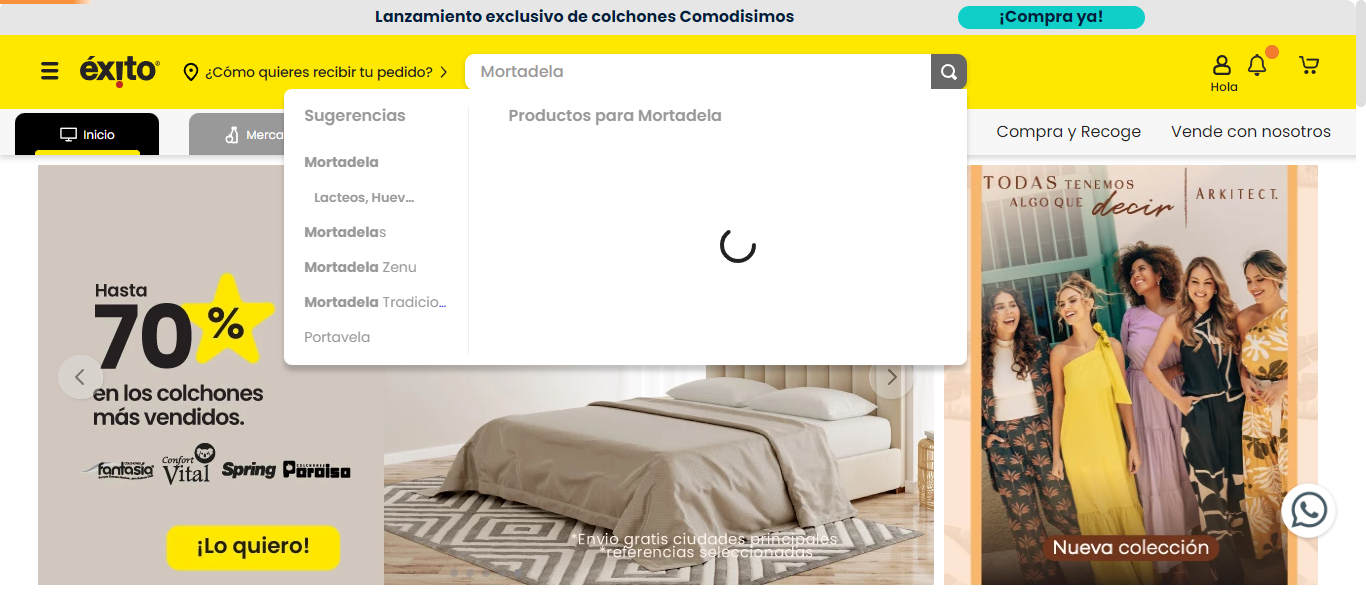 Lanzamiento exclusivo de colchones Comodisimos
¡Compra ya!
éxito
¿Cómo quieres recibir tu pedido?
Mortadela
Hola
Inicio
Merca
Compra y Recoge
Vende con nosotros
Sugerencias
Mortadela
Lacteos, Huev...
Mortadelas
Mortadela Zenu
Mortadela Tradicio...
Portavela
Productos para Mortadela
Hasta
70%
en los colchones
más vendidos.
fantasia
Confort Vital
Spring
Paraiso
¡Lo quiero!
*Envio gratis ciudades principales
*referencias seleccionadas
TODAS TENEMOS
ALGO QUE decir
ARKITECT.
Nueva colección